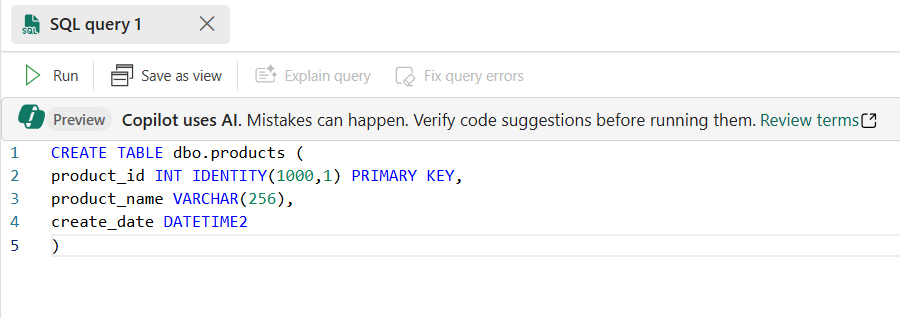 SQL SQL query 1
Run Save as view Explain query Fix query errors
Preview Copilot uses AI. Mistakes can happen. Verify code suggestions before running them. Review terms
1 CREATE TABLE dbo.products (
2 product_id INT IDENTITY(1000,1) PRIMARY KEY,
3 product_name VARCHAR(256),
4 create_date DATETIME2
5 )